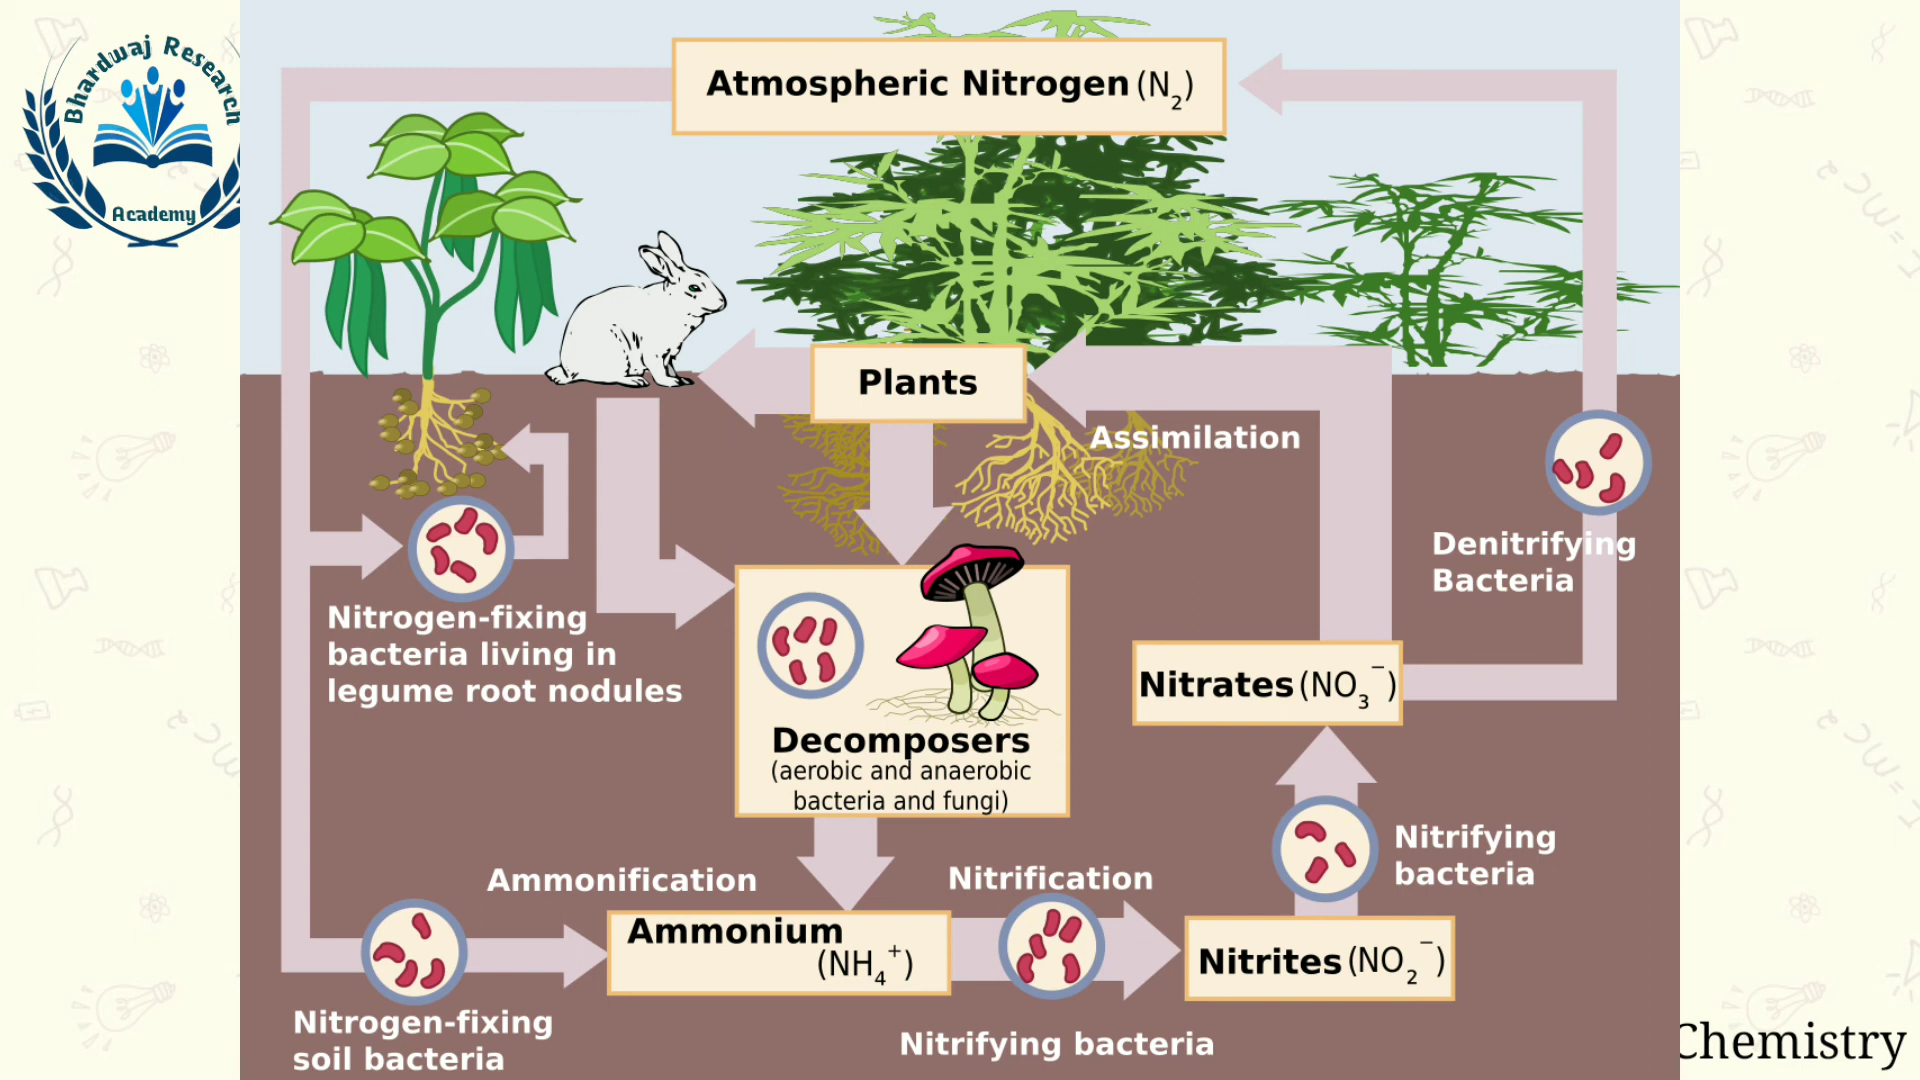 Bhardwaj Research
Academy
Atmospheric Nitrogen (N₂)
Plants
Assimilation
Denitrifying
Bacteria
Nitrogen-fixing
bacteria living in
legume root nodules
Nitrates (NO₃⁻)
Decomposers
(aerobic and anaerobic
bacteria and fungi)
Nitrifying
bacteria
Ammonification
Nitrification
Ammonium
(NH₄⁺)
Nitrites (NO₂⁻)
Nitrogen-fixing
soil bacteria
Nitrifying bacteria
Chemistry